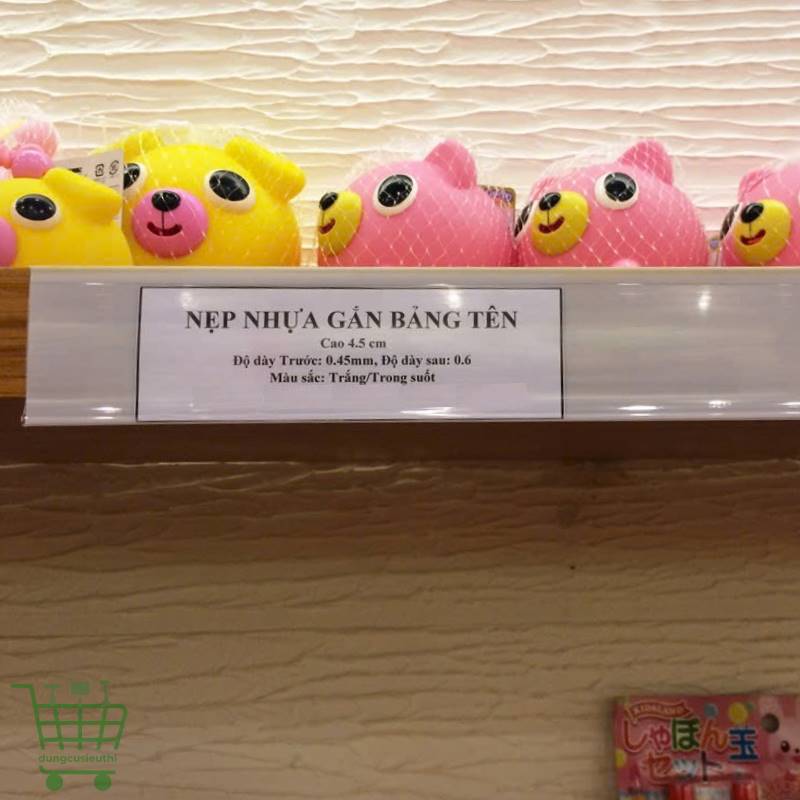 NẸP NHỰA GẮN BẢNG TÊN
Cao 4.5 cm
Độ dày Trước: 0.45mm, Độ dày sau: 0.6
Màu sắc: Trắng/Trong suốt
dungcusieuthi
KIDSLAND
しゃぼん玉
セット